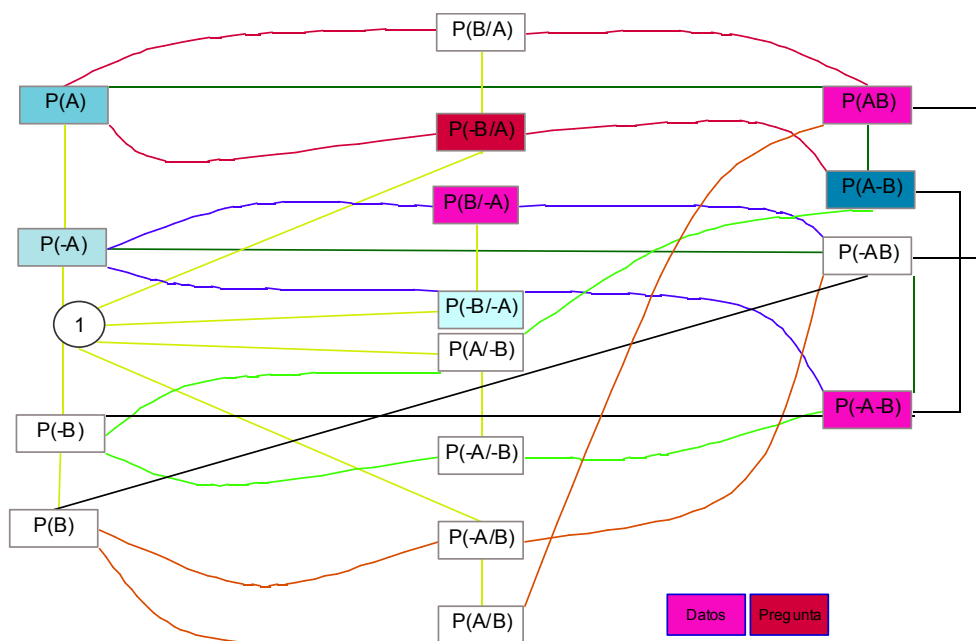 P(B/A)
P(A)
P(AB)
P(-B/A)
P(A-B)
P(B/-A)
P(-A)
P(-AB)
P(-B/-A)
1
P(A/-B)
P(-A-B)
P(-B)
P(-A/-B)
P(B)
P(-A/B)
P(A/B)
Datos
Pregunta